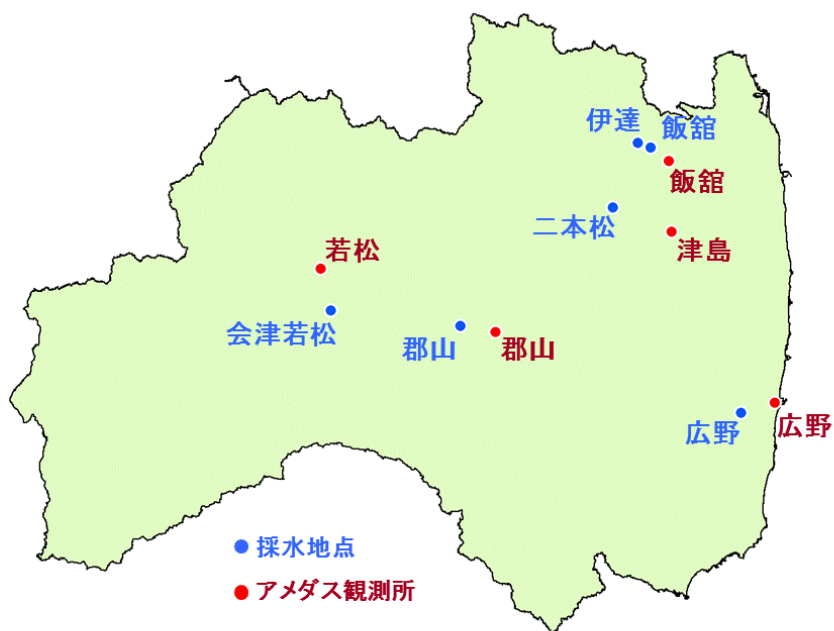 伊達
飯舘
飯舘
二本松
津島
若松
会津若松
郡山
郡山
広野
広野
採水地点
アメダス観測所